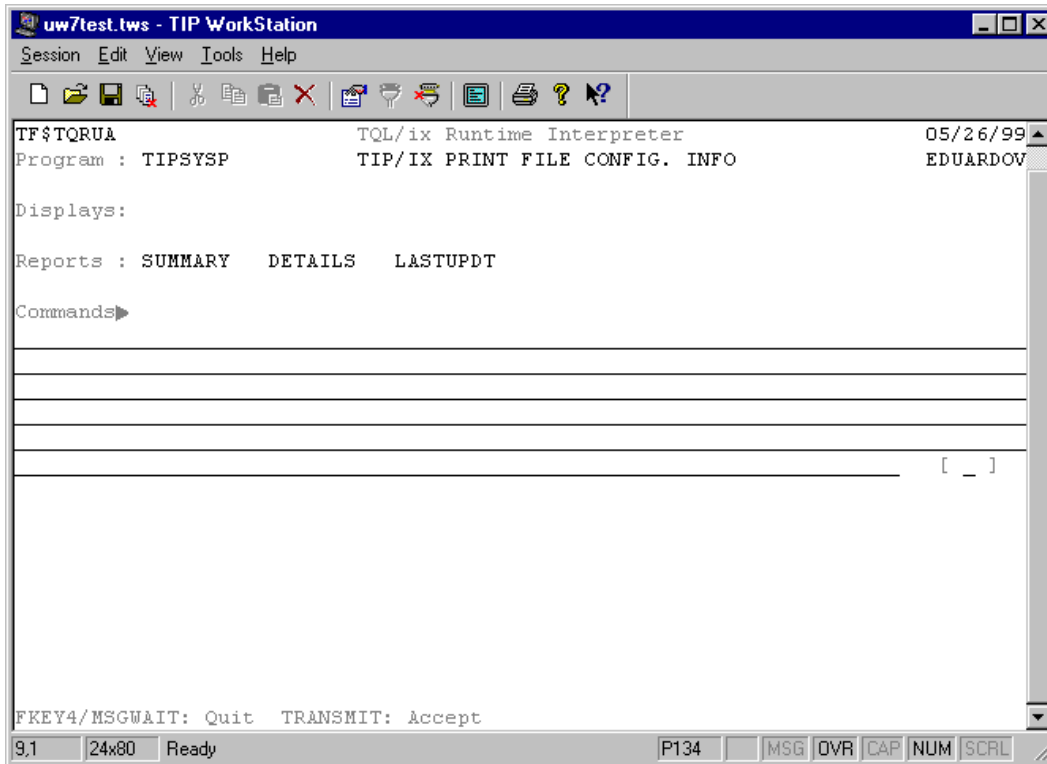 uw7test.tws - TIP WorkStation
Session Edit View Tools Help
TF$TQRUA TQL/ix Runtime Interpreter 05/26/99
Program : TIPSYSP TIP/IX PRINT FILE CONFIG. INFO EDUARDOV
Displays:
Reports : SUMMARY DETAILS LASTUPDT
Commands▶
[ _ ]
FKEY4/MSGWAIT: Quit TRANSMIT: Accept
9,1 24x80 Ready P134 MSG OVR CAP NUM SCRL